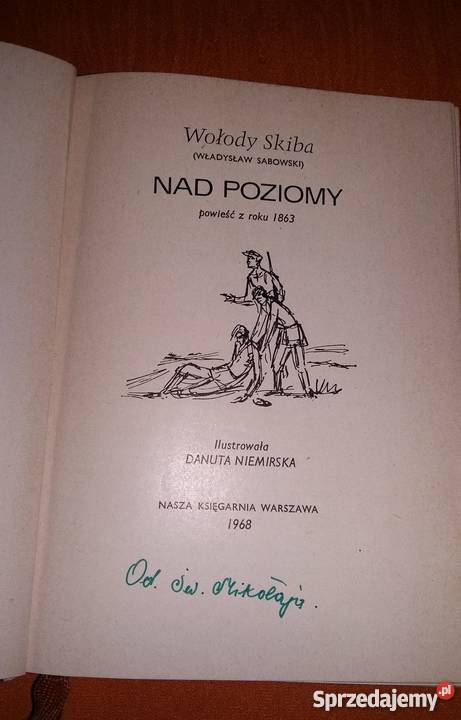 Wołody Skiba
(WŁADYSŁAW SABOWSKI)
NAD POZIOMY
powieść z roku 1863
Ilustrowała
DANUTA NIEMIRSKA
NASZA KSIĘGARNIA WARSZAWA
1968
Od. Św. Mikołaja.
Sprzedajemy.pl